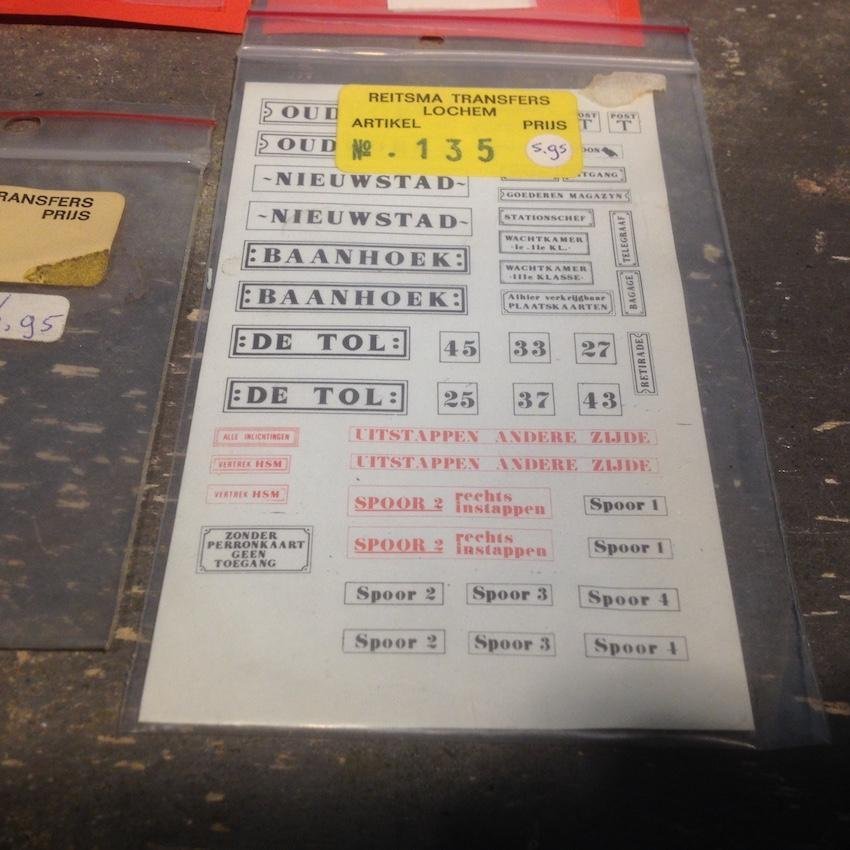 REITSMA TRANSFERS
LOCHEM
ARTIKEL PRIJS
№ . 135 5.95
RANSFERS
PRIJS
.95
OUD
OUD
~NIEUWSTAD~
~NIEUWSTAD~
:BAANHOEK:
:BAANHOEK:
:DE TOL:
:DE TOL:
POST
T
T
GOEDEREN MAGAZYN
STATIONSCHEF
WACHTKAMER
·Ie .IIe KL.·
WACHTKAMER
·IIIe KLASSE·
Alhier verkrijgbaar
PLAATSKAARTEN
TELEGRAAF
BAGAGE
RETIRADE
45 33 27
25 37 43
ALLE INLICHTINGEN
VERTREK HSM
VERTREK HSM
UITSTAPPEN ANDERE ZIJDE
UITSTAPPEN ANDERE ZIJDE
SPOOR 2 rechts
instappen
Spoor 1
SPOOR 2 rechts
instappen
Spoor 1
ZONDER
PERRONKAART
GEEN
TOEGANG
Spoor 2 Spoor 3 Spoor 4
Spoor 2 Spoor 3 Spoor 4